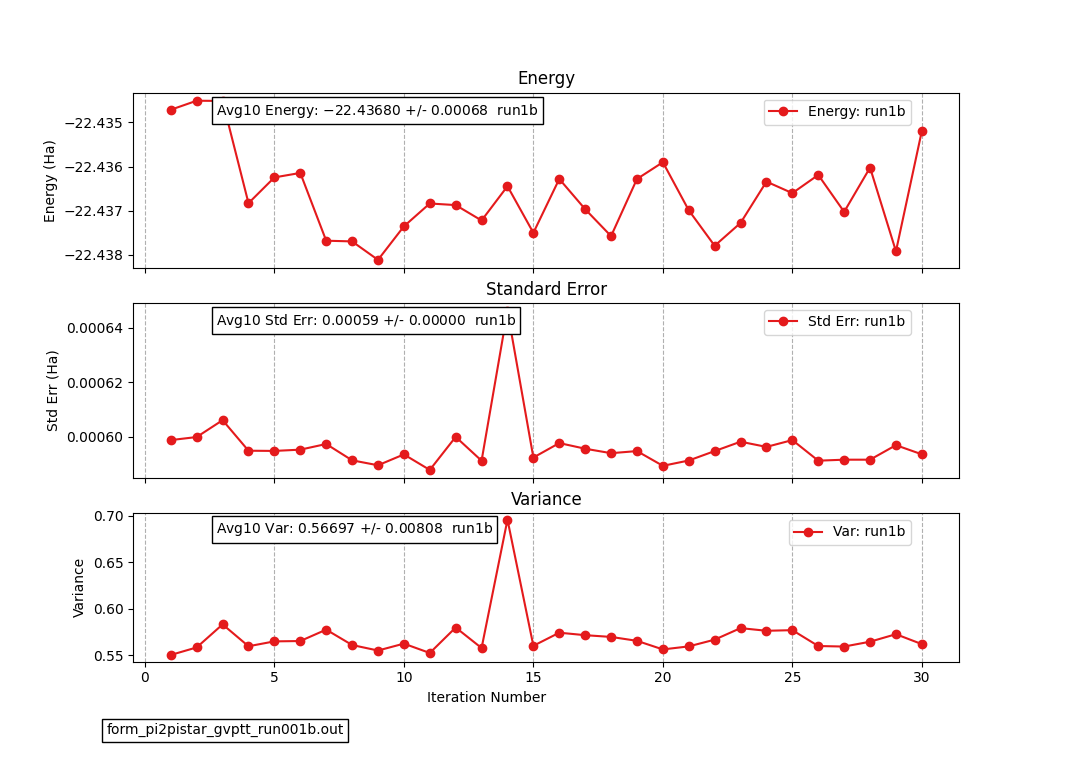 Energy
Avg10 Energy: −22.43680 +/- 0.00068 run1b
Energy: run1b
−22.435
−22.436
−22.437
−22.438
Energy (Ha)
Standard Error
Avg10 Std Err: 0.00059 +/- 0.00000 run1b
Std Err: run1b
0.00064
0.00062
0.00060
Std Err (Ha)
Variance
Avg10 Var: 0.56697 +/- 0.00808 run1b
Var: run1b
0.70
0.65
0.60
0.55
Variance
0 5 10 15 20 25 30
Iteration Number
form_pi2pistar_gvptt_run001b.out